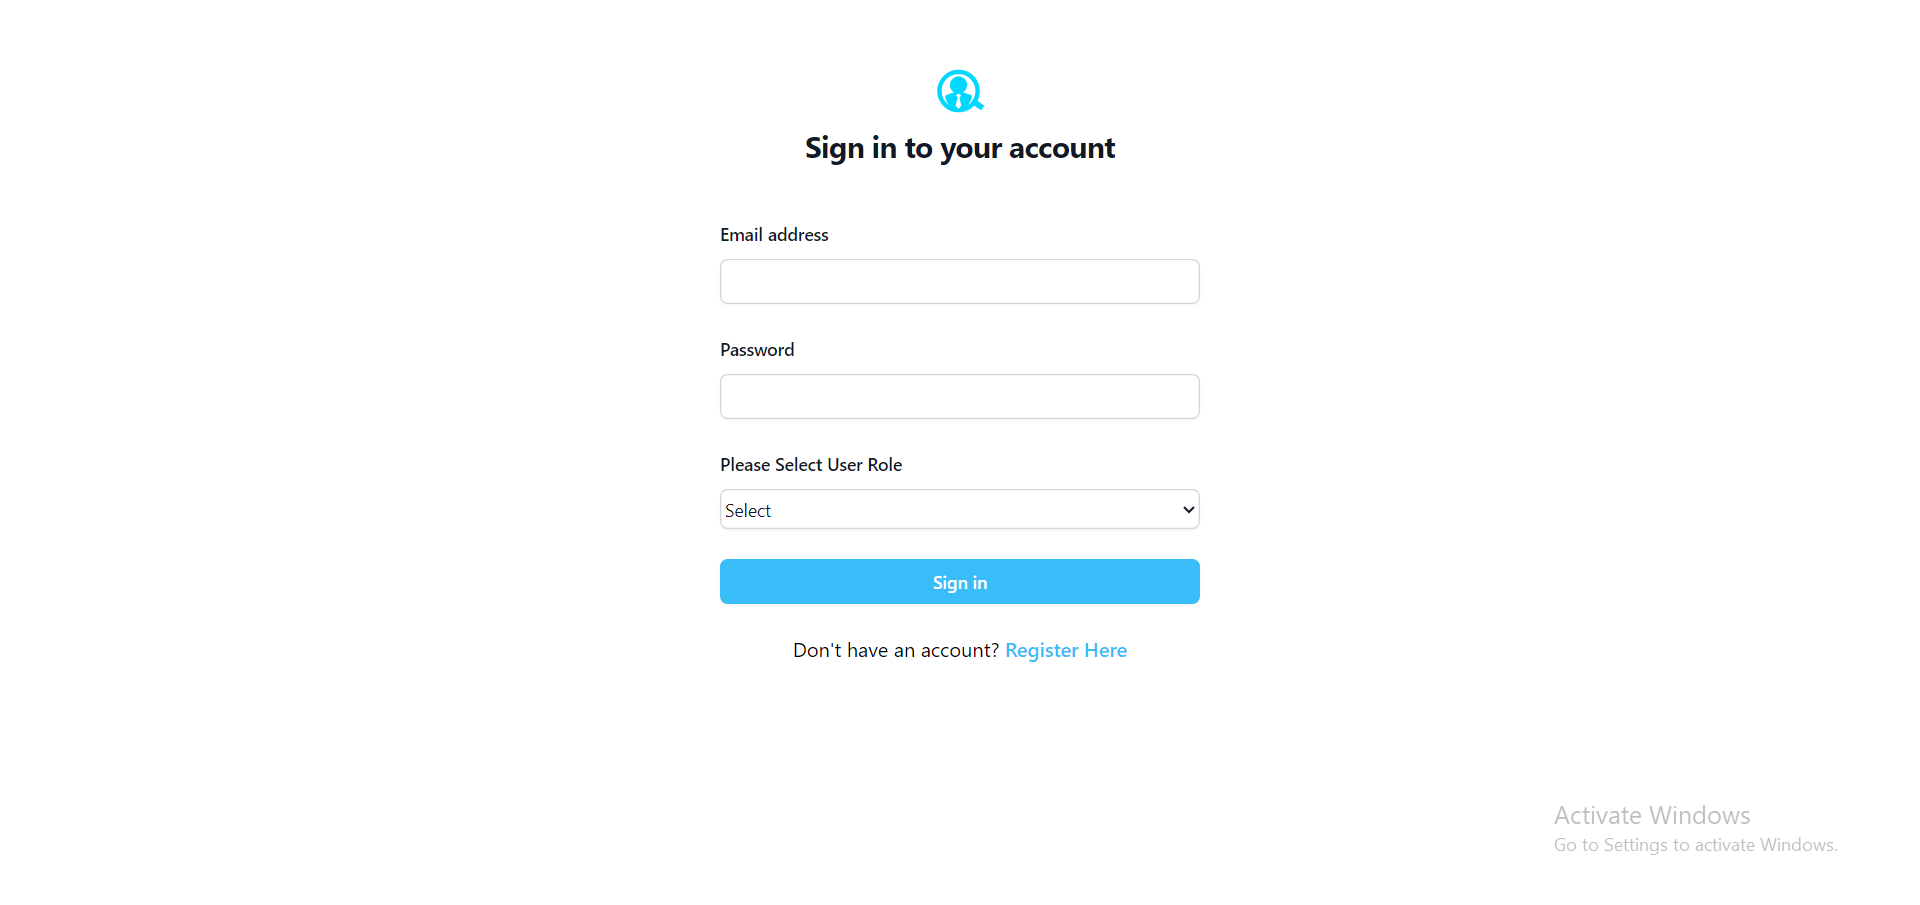 Sign in to your account
Email address
Password
Please Select User Role
Select
Sign in
Don't have an account? Register Here
Activate Windows
Go to Settings to activate Windows.